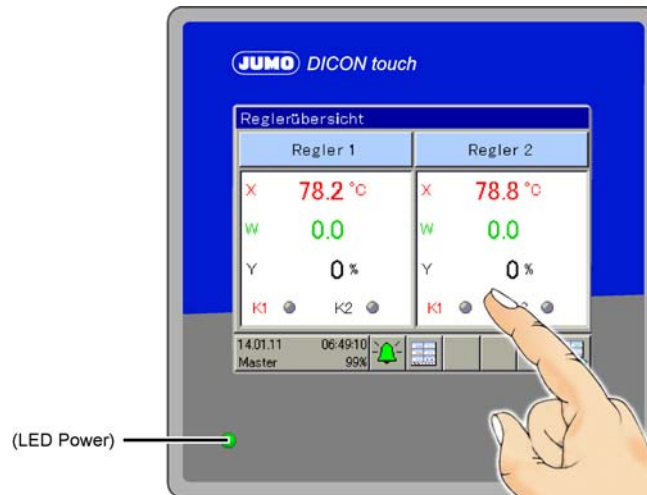 JUMO DICON touch
Reglerübersicht
Regler 1 Regler 2
X 78.2 °C X 78.8 °C
W 0.0 W 0.0
Y 0 % Y 0 %
K1 K2 K1
14.01.11 06:49:10
Master 99%
(LED Power)